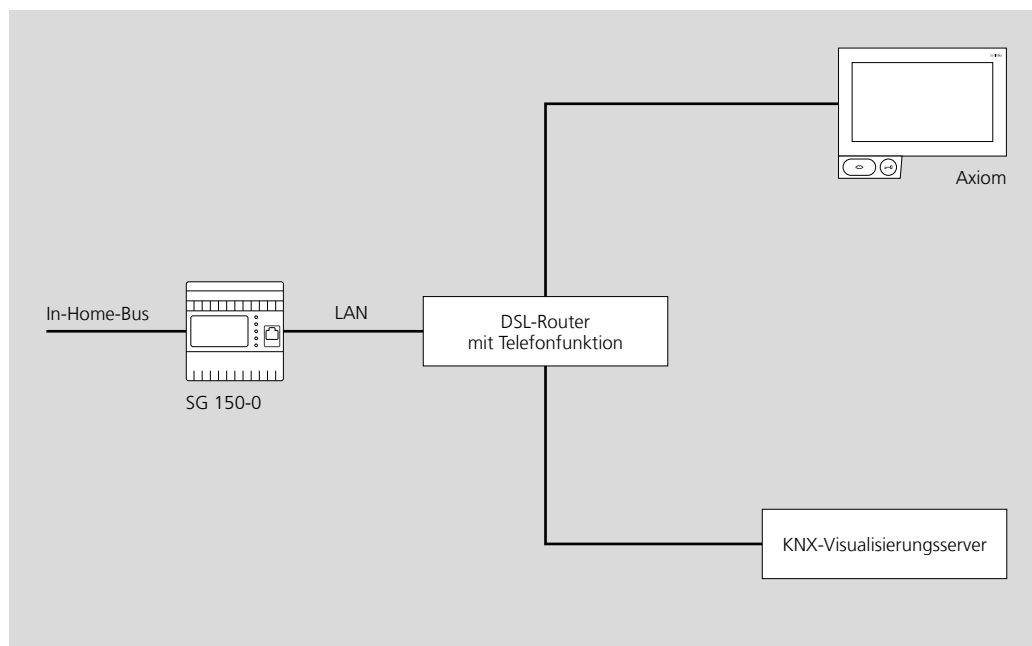 Axiom
In-Home-Bus
LAN
DSL-Router
mit Telefonfunktion
SG 150-0
KNX-Visualisierungsserver